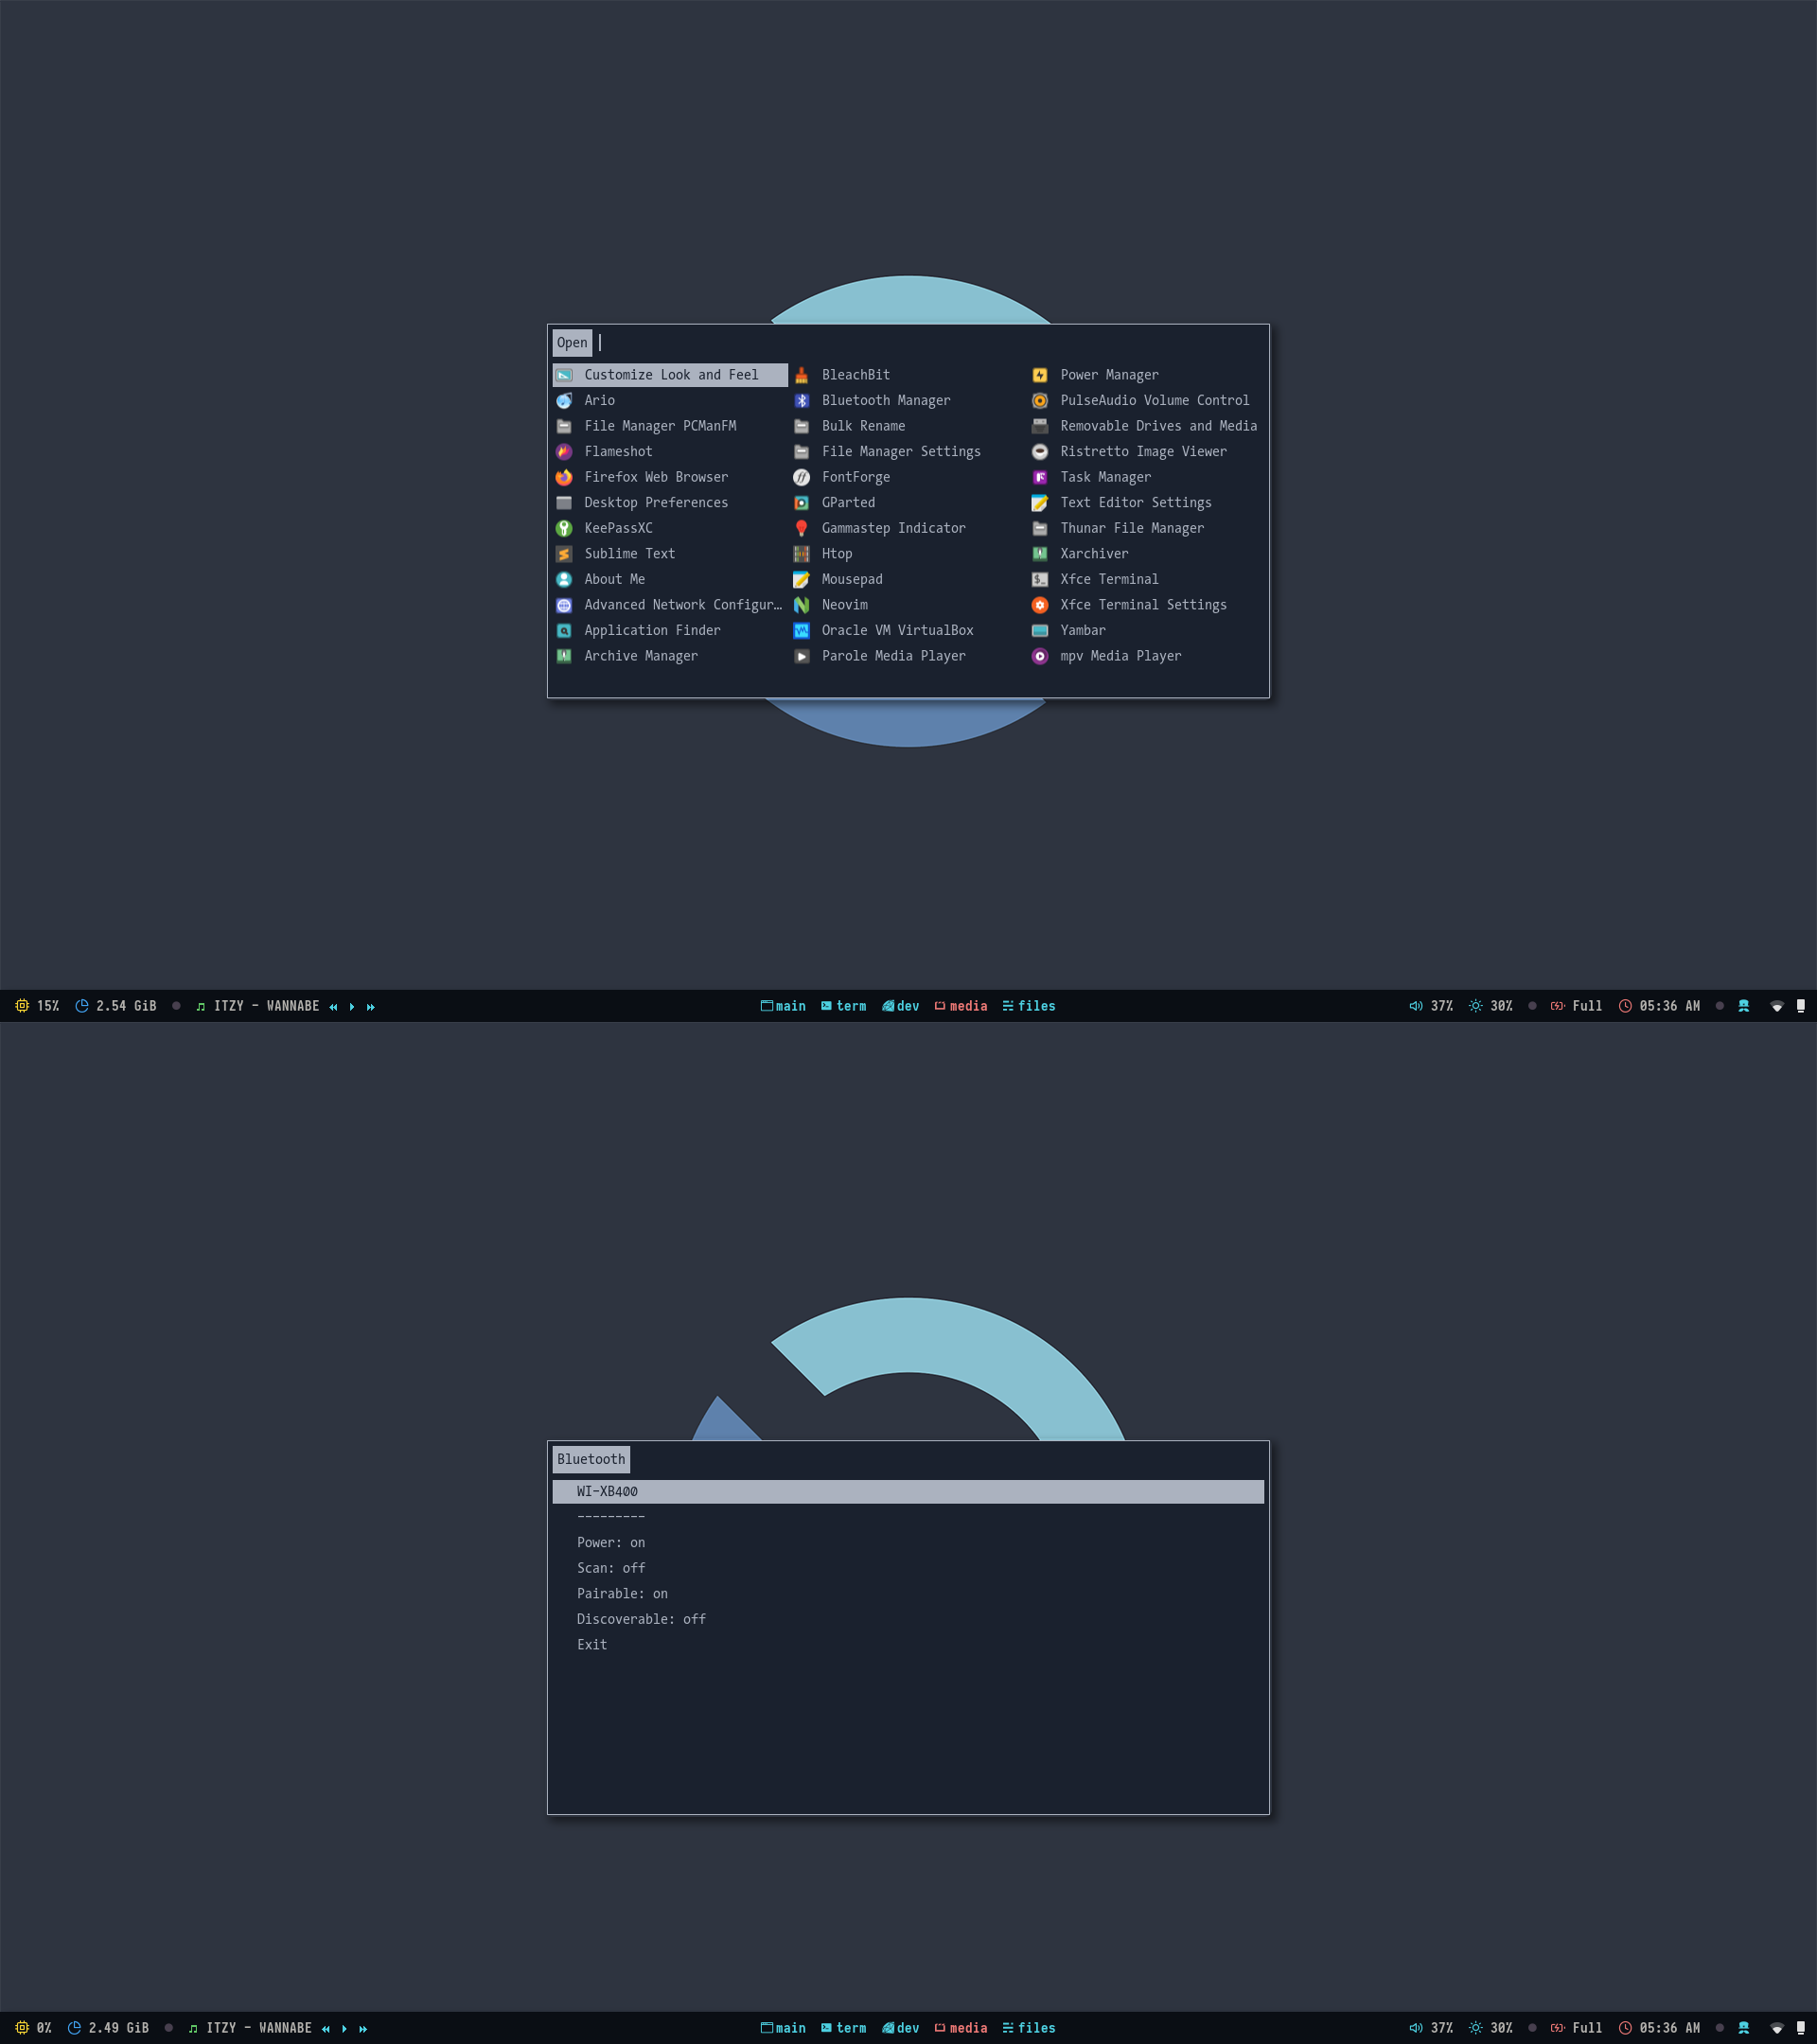 Open
Customize Look and Feel
Ario
File Manager PCManFM
Flameshot
Firefox Web Browser
Desktop Preferences
KeePassXC
Sublime Text
About Me
Advanced Network Configur…
Application Finder
Archive Manager
BleachBit
Bluetooth Manager
Bulk Rename
File Manager Settings
FontForge
GParted
Gammastep Indicator
Htop
Mousepad
Neovim
Oracle VM VirtualBox
Parole Media Player
Power Manager
PulseAudio Volume Control
Removable Drives and Media
Ristretto Image Viewer
Task Manager
Text Editor Settings
Thunar File Manager
Xarchiver
Xfce Terminal
Xfce Terminal Settings
Yambar
mpv Media Player
15% 2.54 GiB ITZY - WANNABE main term dev media files 37% 30% Full 05:36 AM
Bluetooth
WI-XB400
---------
Power: on
Scan: off
Pairable: on
Discoverable: off
Exit
0% 2.49 GiB ITZY - WANNABE main term dev media files 37% 30% Full 05:36 AM